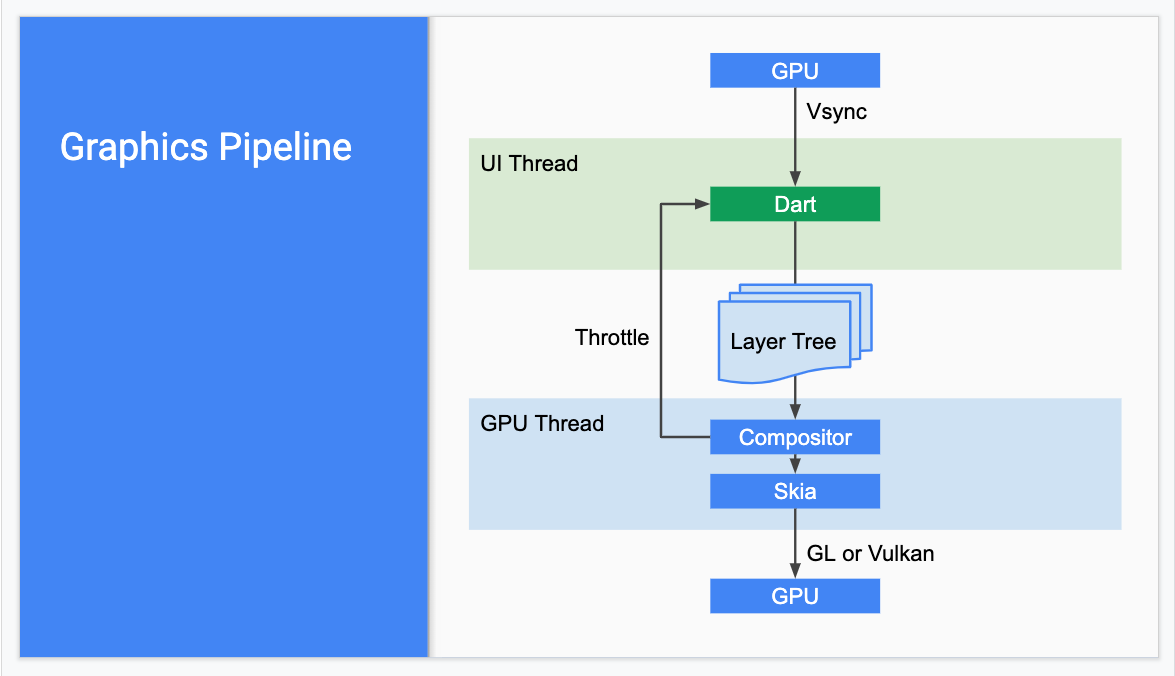 Graphics Pipeline
GPU
Vsync
UI Thread
Dart
Throttle
Layer Tree
GPU Thread
Compositor
Skia
GL or Vulkan
GPU